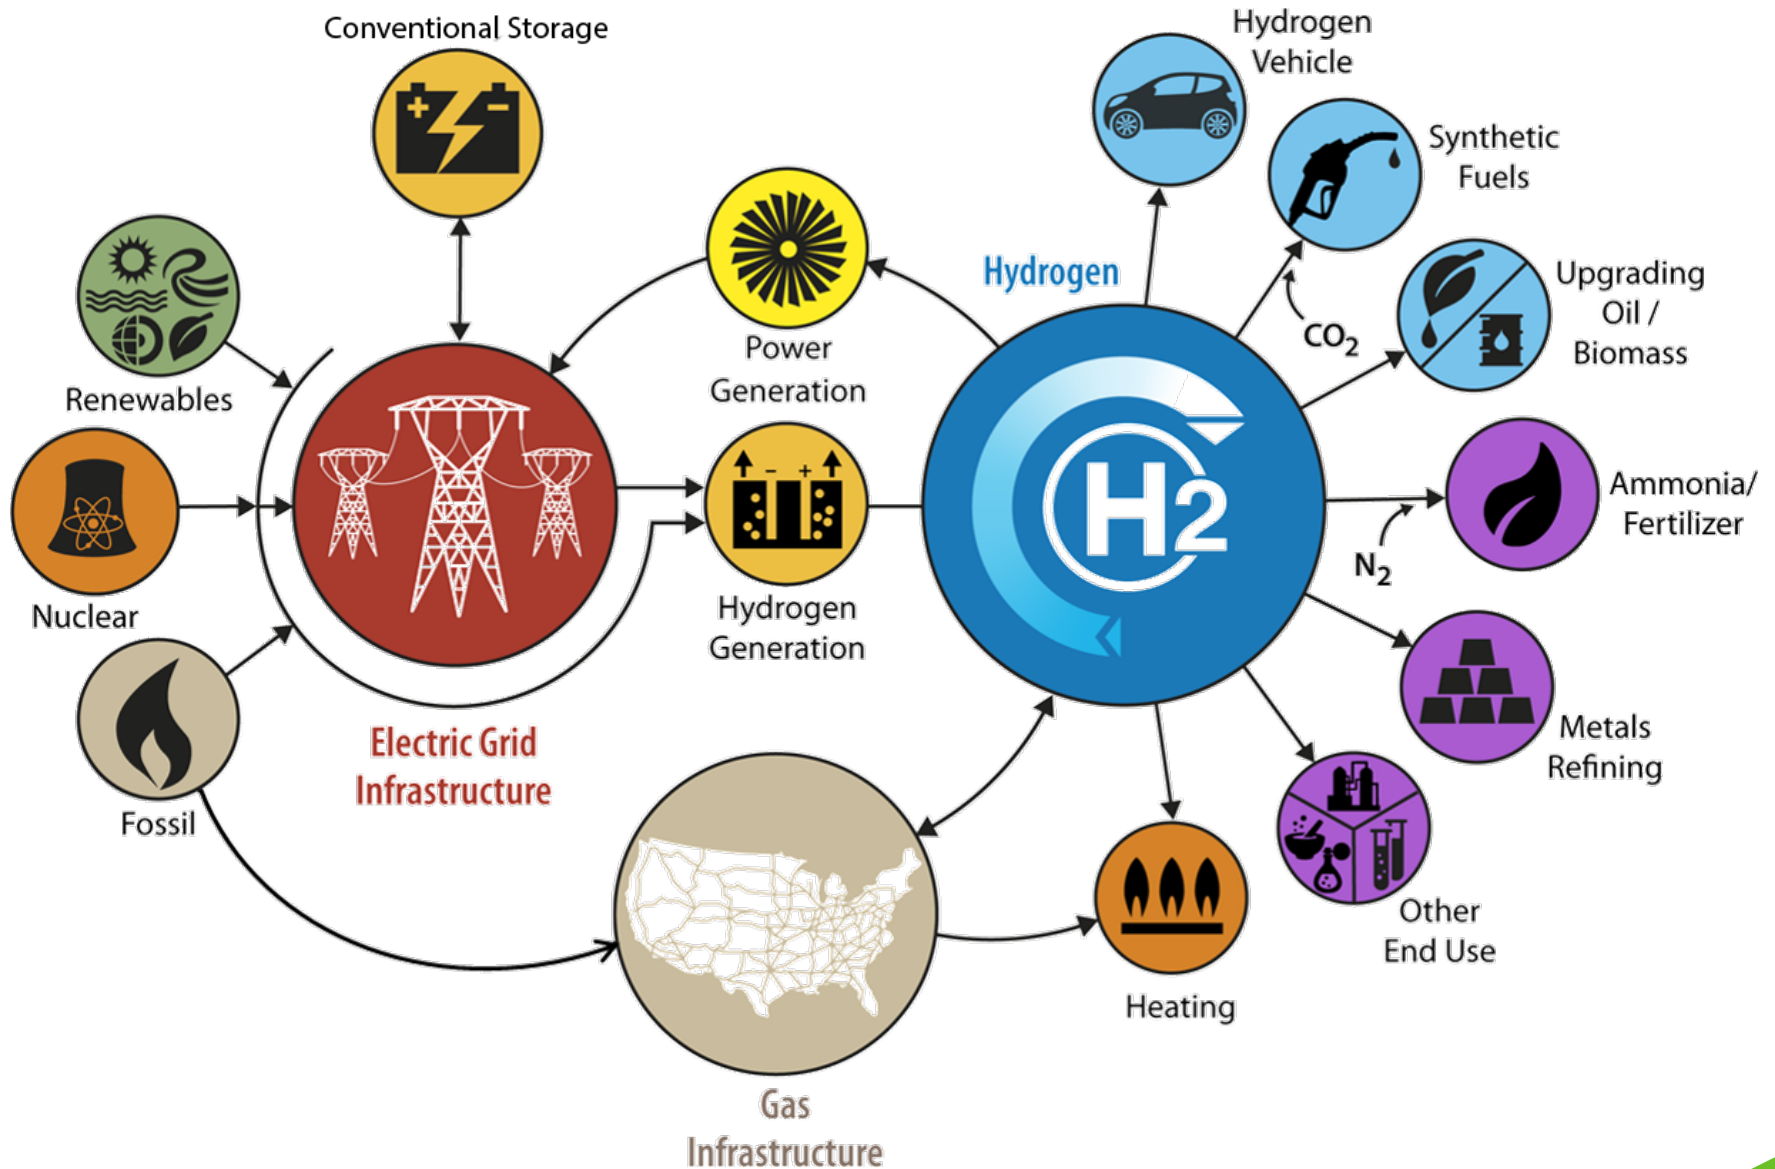 Conventional Storage
Hydrogen
Vehicle
Synthetic
Fuels
Hydrogen
Upgrading
Oil /
Biomass
CO₂
Power
Generation
Renewables
+ -
- +
H2
Ammonia/
Fertilizer
N₂
Nuclear
Hydrogen
Generation
Electric Grid
Infrastructure
Metals
Refining
Fossil
Other
End Use
Heating
Gas
Infrastructure